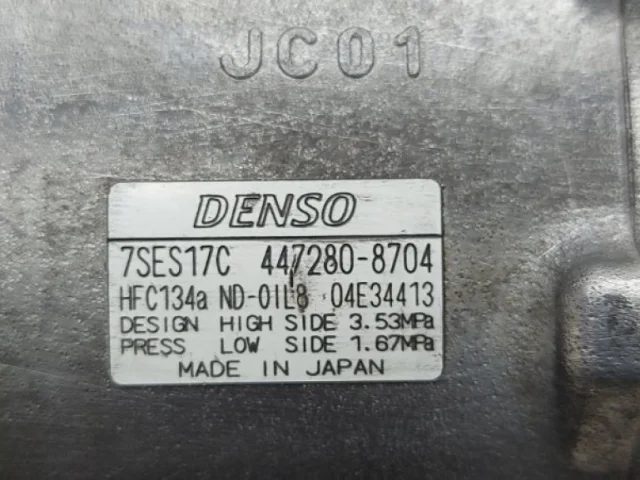 JC01
DENSO
7SES17C 447280-8704
HFC134a ND-OIL8 04E34413
DESIGN HIGH SIDE 3.53MPa
PRESS LOW SIDE 1.67MPa
MADE IN JAPAN